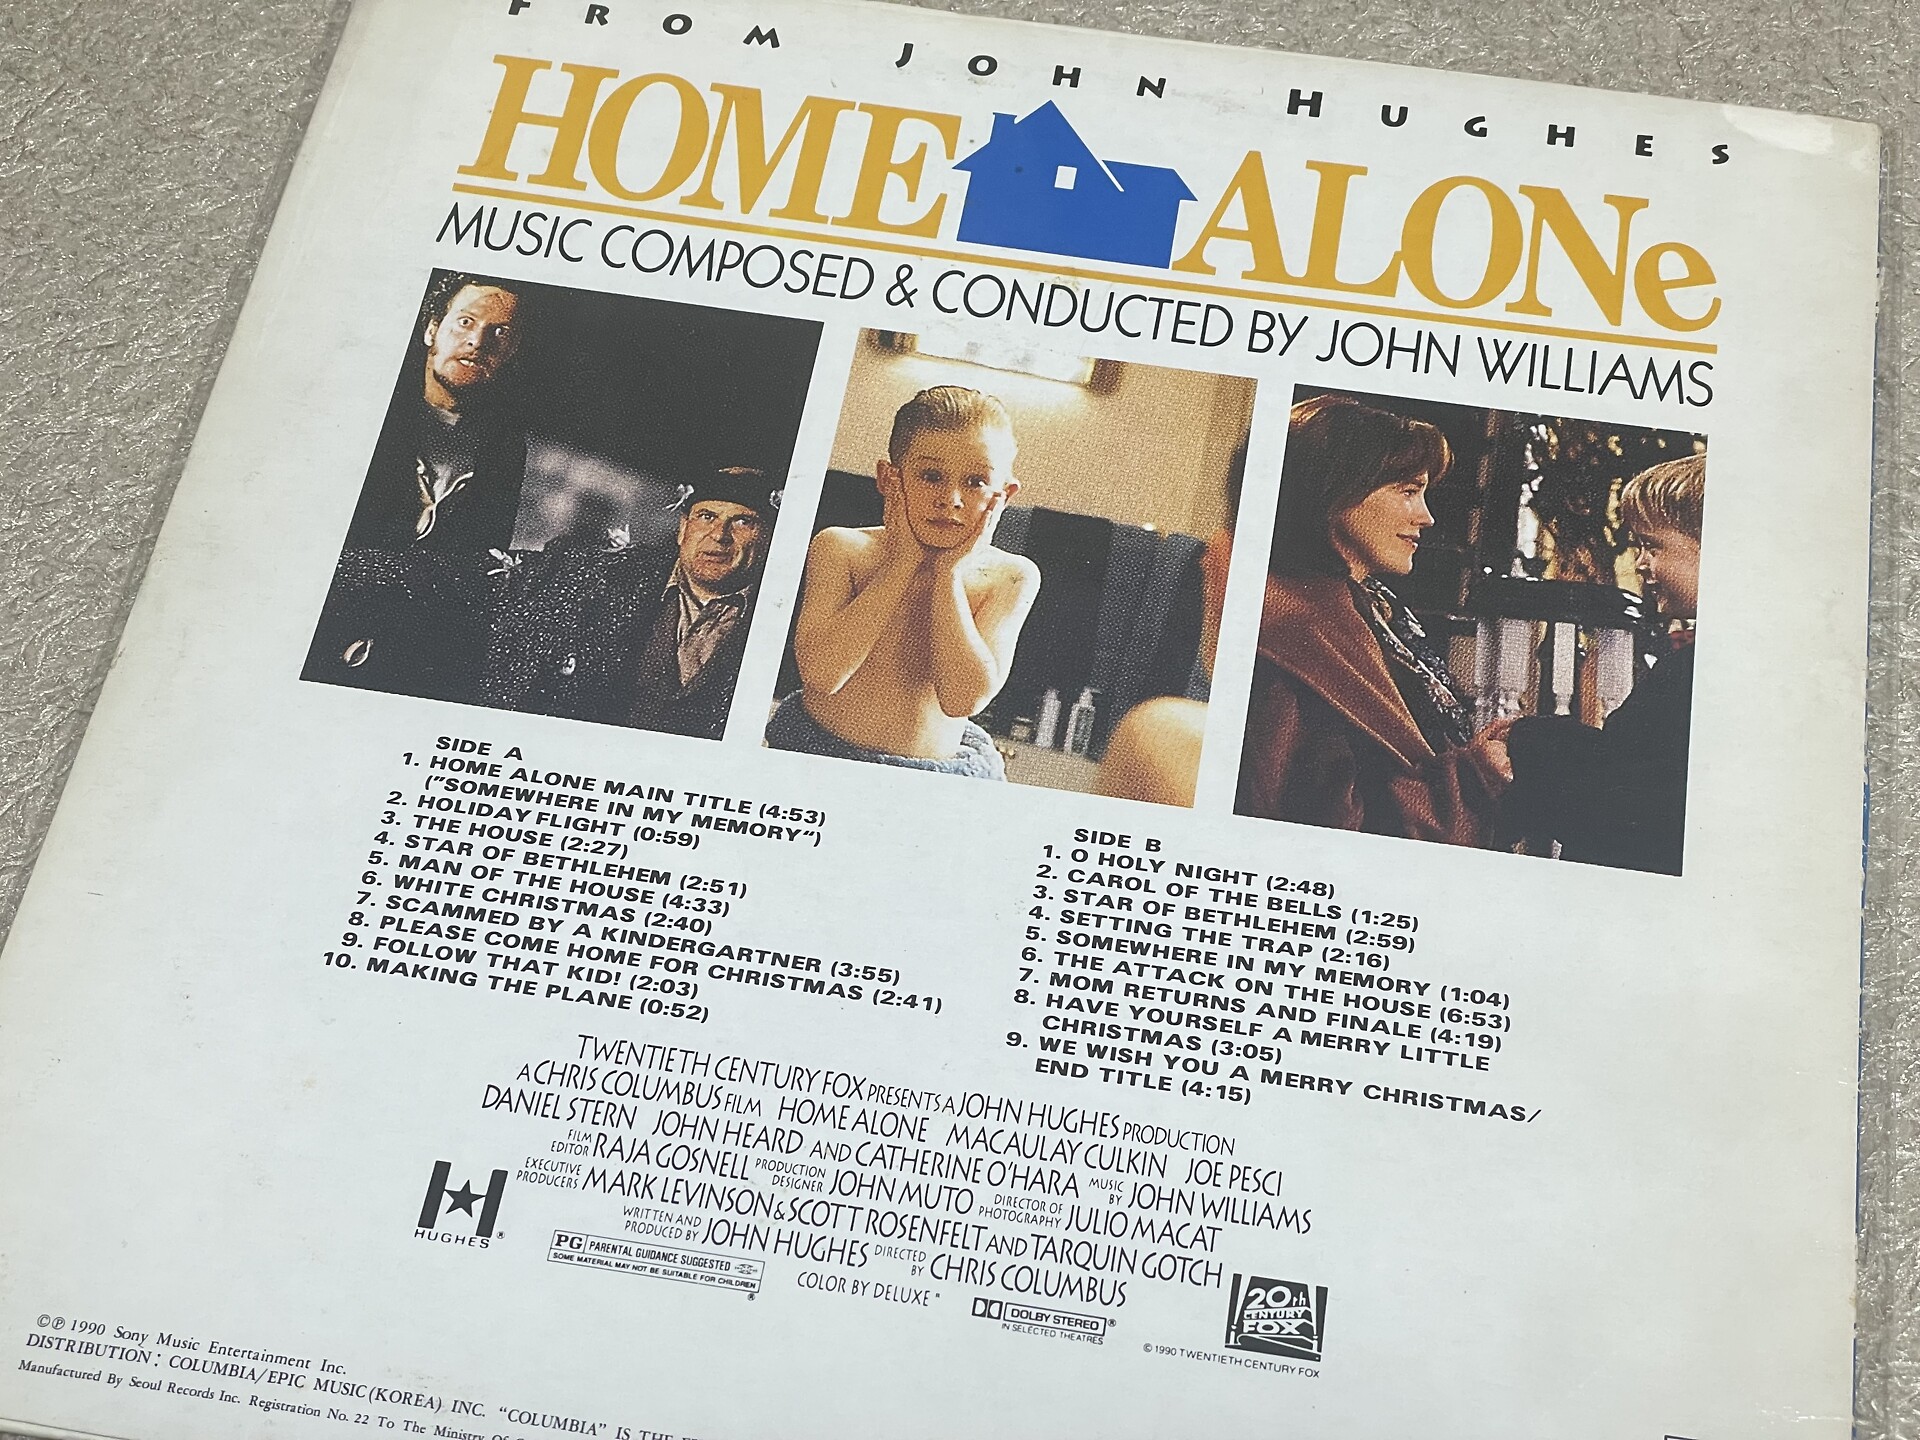 FROM JOHN HUGHES
HOME ALONe
MUSIC COMPOSED & CONDUCTED BY JOHN WILLIAMS
SIDE A
1. HOME ALONE MAIN TITLE (4:53)
("SOMEWHERE IN MY MEMORY")
2. HOLIDAY FLIGHT (0:59)
3. THE HOUSE (2:27)
4. STAR OF BETHLEHEM (2:51)
5. MAN OF THE HOUSE (4:33)
6. WHITE CHRISTMAS (2:40)
7. SCAMMED BY A KINDERGARTNER (3:55)
8. PLEASE COME HOME FOR CHRISTMAS (2:41)
9. FOLLOW THAT KID! (2:03)
10. MAKING THE PLANE (0:52)
SIDE B
1. O HOLY NIGHT (2:48)
2. CAROL OF THE BELLS (1:25)
3. STAR OF BETHLEHEM (2:59)
4. SETTING THE TRAP (2:16)
5. SOMEWHERE IN MY MEMORY (1:04)
6. THE ATTACK ON THE HOUSE (6:53)
7. MOM RETURNS AND FINALE (4:19)
8. HAVE YOURSELF A MERRY LITTLE
CHRISTMAS (3:05)
9. WE WISH YOU A MERRY CHRISTMAS/
END TITLE (4:15)
TWENTIETH CENTURY FOX PRESENTS A JOHN HUGHES PRODUCTION
A CHRIS COLUMBUS FILM HOME ALONE MACAULAY CULKIN JOE PESCI
DANIEL STERN JOHN HEARD AND CATHERINE O'HARA MUSIC BY JOHN WILLIAMS
FILM EDITOR RAJA GOSNELL PRODUCTION DESIGNER JOHN MUTO DIRECTOR OF PHOTOGRAPHY JULIO MACAT
EXECUTIVE PRODUCERS MARK LEVINSON & SCOTT ROSENFELT AND TARQUIN GOTCH
WRITTEN AND PRODUCED BY JOHN HUGHES DIRECTED BY CHRIS COLUMBUS
HUGHES ®
PG PARENTAL GUIDANCE SUGGESTED
SOME MATERIAL MAY NOT BE SUITABLE FOR CHILDREN ®
COLOR BY DELUXE ®
DOLBY STEREO ®
IN SELECTED THEATRES
20th CENTURY FOX
© 1990 TWENTIETH CENTURY FOX
©℗ 1990 Sony Music Entertainment Inc.
DISTRIBUTION: COLUMBIA/EPIC MUSIC (KOREA) INC. "COLUMBIA" IS THE
Manufactured By Seoul Records Inc. Registration No. 22 To The Ministry Of